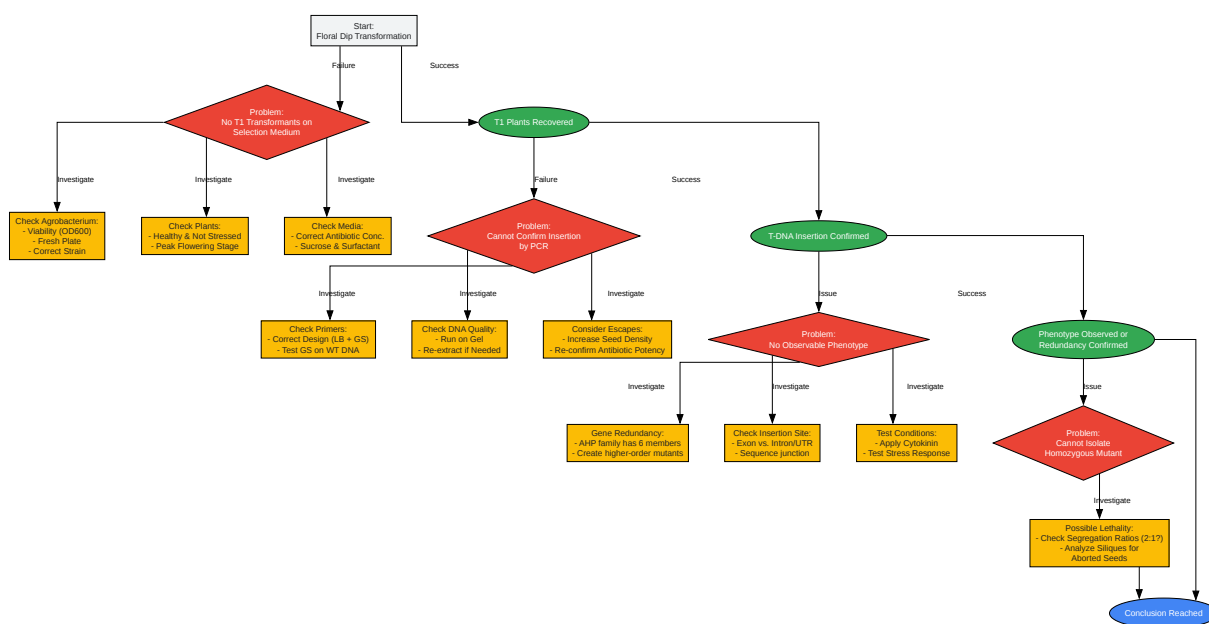 Start:
Floral Dip Transformation
Failure
Success
Problem:
No T1 Transformants on
Selection Medium
T1 Plants Recovered
Investigate
Investigate
Investigate
Failure
Success
Check Agrobacterium:
- Viability (OD600)
- Fresh Plate
- Correct Strain
Check Plants:
- Healthy & Not Stressed
- Peak Flowering Stage
Check Media:
- Correct Antibiotic Conc.
- Sucrose & Surfactant
Problem:
Cannot Confirm Insertion
by PCR
T-DNA Insertion Confirmed
Investigate
Investigate
Investigate
Issue
Success
Check Primers:
- Correct Design (LB + GS)
- Test GS on WT DNA
Check DNA Quality:
- Run on Gel
- Re-extract if Needed
Consider Escapes:
- Increase Seed Density
- Re-confirm Antibiotic Potency
Problem:
No Observable Phenotype
Phenotype Observed or
Redundancy Confirmed
Investigate
Investigate
Investigate
Issue
Gene Redundancy:
- AHP family has 6 members
- Create higher-order mutants
Check Insertion Site:
- Exon vs. Intron/UTR
- Sequence junction
Test Conditions:
- Apply Cytokinin
- Test Stress Response
Problem:
Cannot Isolate
Homozygous Mutant
Investigate
Possible Lethality:
- Check Segregation Ratios (2:1?)
- Analyze Siliques for
Aborted Seeds
Conclusion Reached